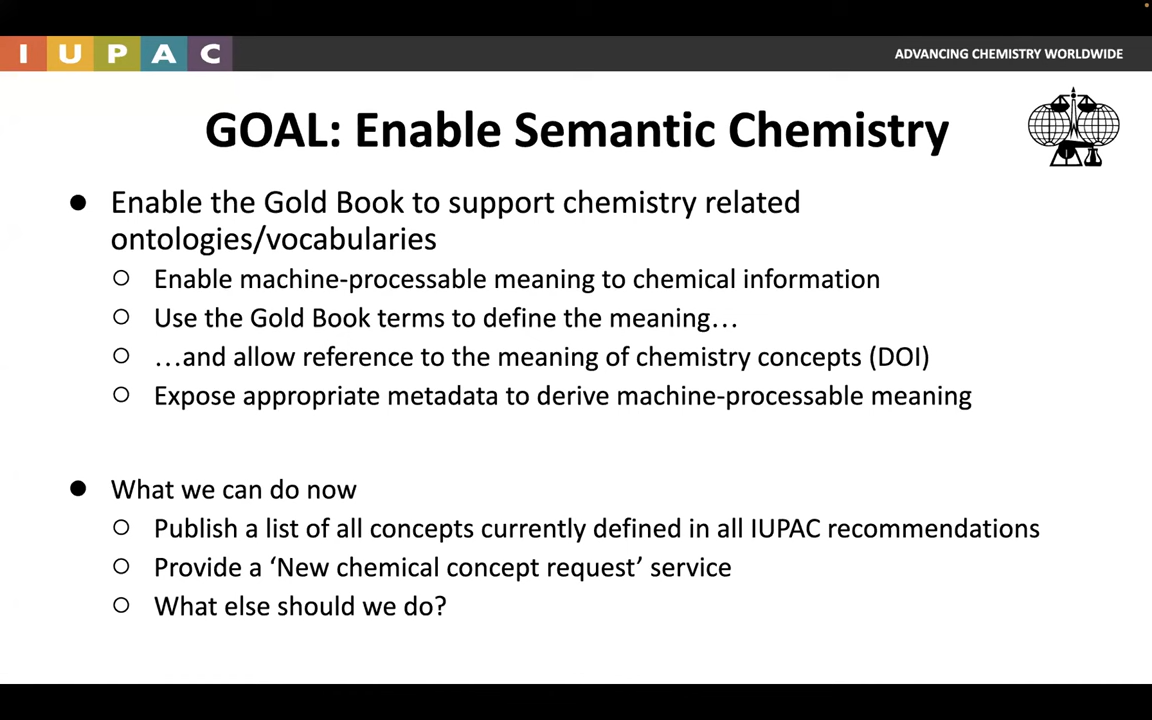 IUPAC
ADVANCING CHEMISTRY WORLDWIDE
GOAL: Enable Semantic Chemistry
● Enable the Gold Book to support chemistry related
ontologies/vocabularies
○ Enable machine-processable meaning to chemical information
○ Use the Gold Book terms to define the meaning…
○ …and allow reference to the meaning of chemistry concepts (DOI)
○ Expose appropriate metadata to derive machine-processable meaning
● What we can do now
○ Publish a list of all concepts currently defined in all IUPAC recommendations
○ Provide a ‘New chemical concept request’ service
○ What else should we do?